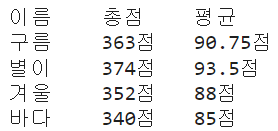 이름 총점 평균
구름 363점 90.75점
별이 374점 93.5점
겨울 352점 88점
바다 340점 85점